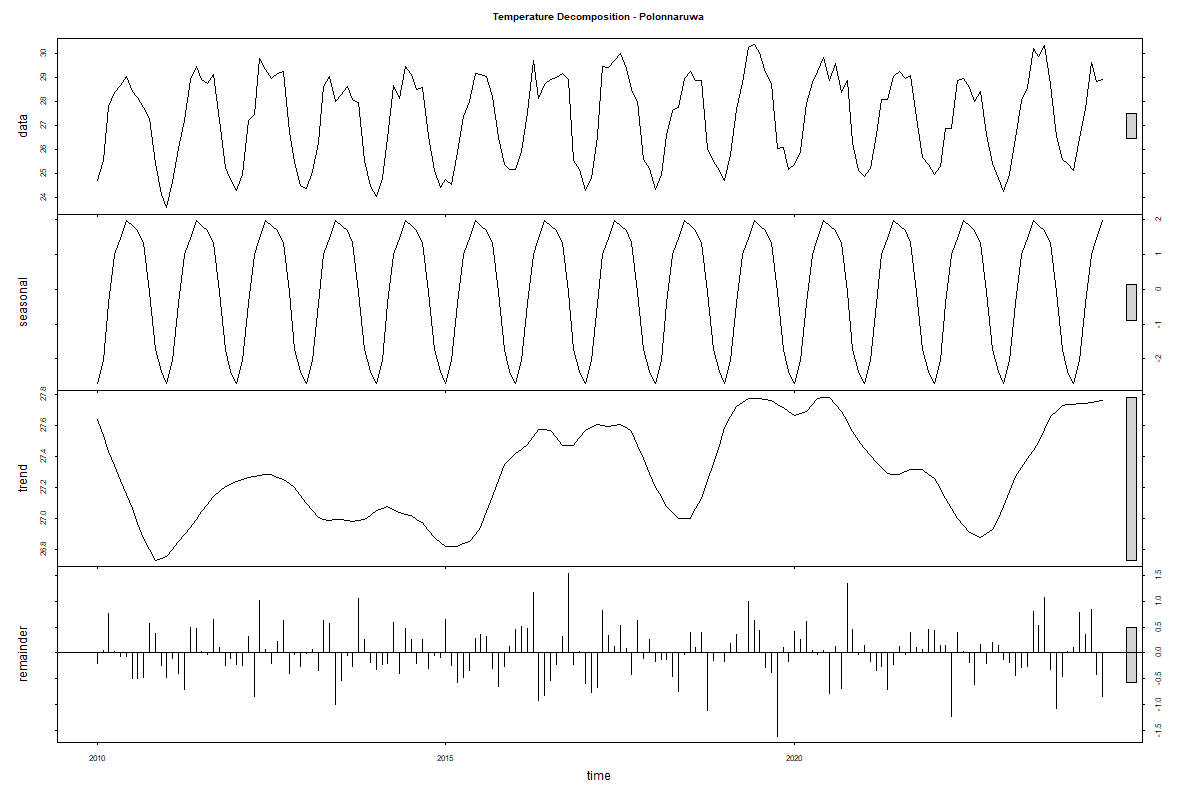 Temperature Decomposition - Polonnaruwa
data
24 25 26 27 28 29 30
seasonal
-2 -1 0 1 2
trend
26.8 27.0 27.2 27.4 27.6 27.8
remainder
-1.5 -1.0 -0.5 0.0 0.5 1.0 1.5
2010 2015 2020
time